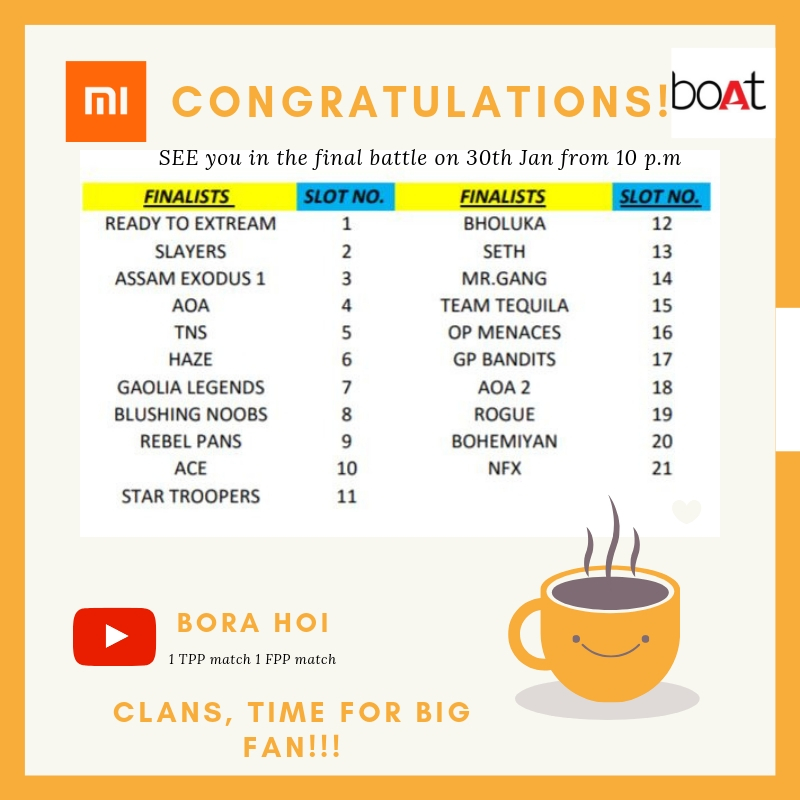 MI
CONGRATULATIONS!
boAt
SEE you in the final battle on 30th Jan from 10 p.m
FINALISTS SLOT NO. FINALISTS SLOT NO.
READY TO EXTREAM 1 BHOLUKA 12
SLAYERS 2 SETH 13
ASSAM EXODUS 1 3 MR.GANG 14
AOA 4 TEAM TEQUILA 15
TNS 5 OP MENACES 16
HAZE 6 GP BANDITS 17
GAOLIA LEGENDS 7 AOA 2 18
BLUSHING NOOBS 8 ROGUE 19
REBEL PANS 9 BOHEMIYAN 20
ACE 10 NFX 21
STAR TROOPERS 11
BORA HOI
1 TPP match 1 FPP match
CLANS, TIME FOR BIG
FAN!!!